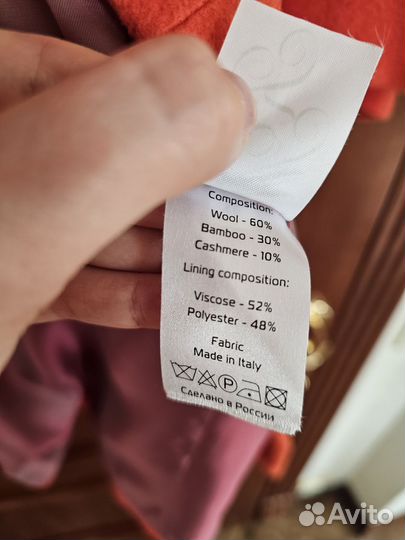 Composition:
Wool - 60%
Bamboo - 30%
Cashmere - 10%
Lining composition:
Viscose - 52%
Polyester - 48%
Fabric
Made in Italy
P
Сделано в России
Avito